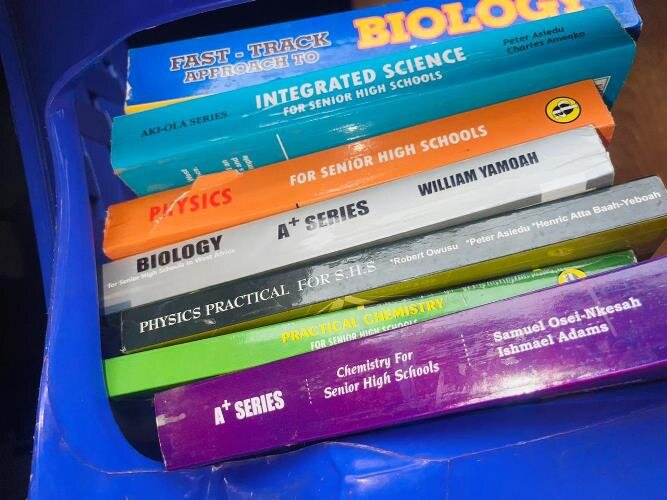 FAST - TRACK BIOLOGY
APPROACH TO
AKI-OLA SERIES
INTEGRATED SCIENCE
FOR SENIOR HIGH SCHOOLS
Peter Asiedu
Charles Amoako
PHYSICS FOR SENIOR HIGH SCHOOLS
BIOLOGY A+ SERIES WILLIAM YAMOAH
for Senior High Schools in West Africa
PHYSICS PRACTICAL FOR S.H.S *Robert Owusu *Peter Asiedu *Henric Atta Baah-Yeboah
PRACTICAL CHEMISTRY
FOR SENIOR HIGH SCHOOLS
A+ SERIES
Chemistry For
Senior High Schools
Samuel Osei-Nkesah
Ishmael Adams